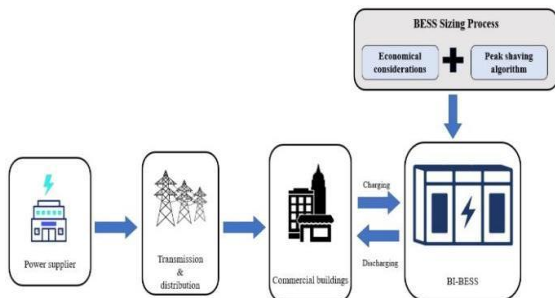 BESS Sizing Process
Economical
considerations
Peak shaving
algorithm
Power supplier
Transmission
&
distribution
Commercial buildings
Charging
Discharging
BI-BESS